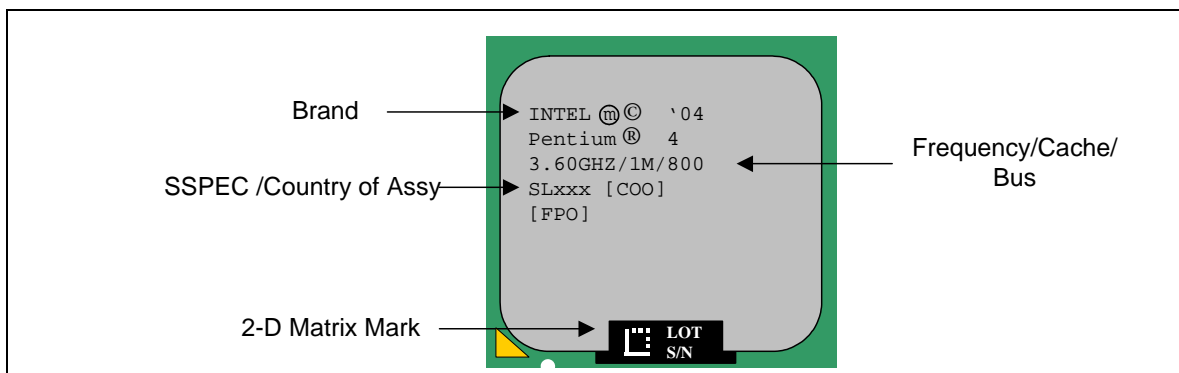 Brand
INTEL ⓜ © ‘04
Pentium ® 4
3.60GHZ/1M/800
Frequency/Cache/
Bus
SSPEC /Country of Assy
SLxxx [COO]
[FPO]
2-D Matrix Mark
LOT
S/N